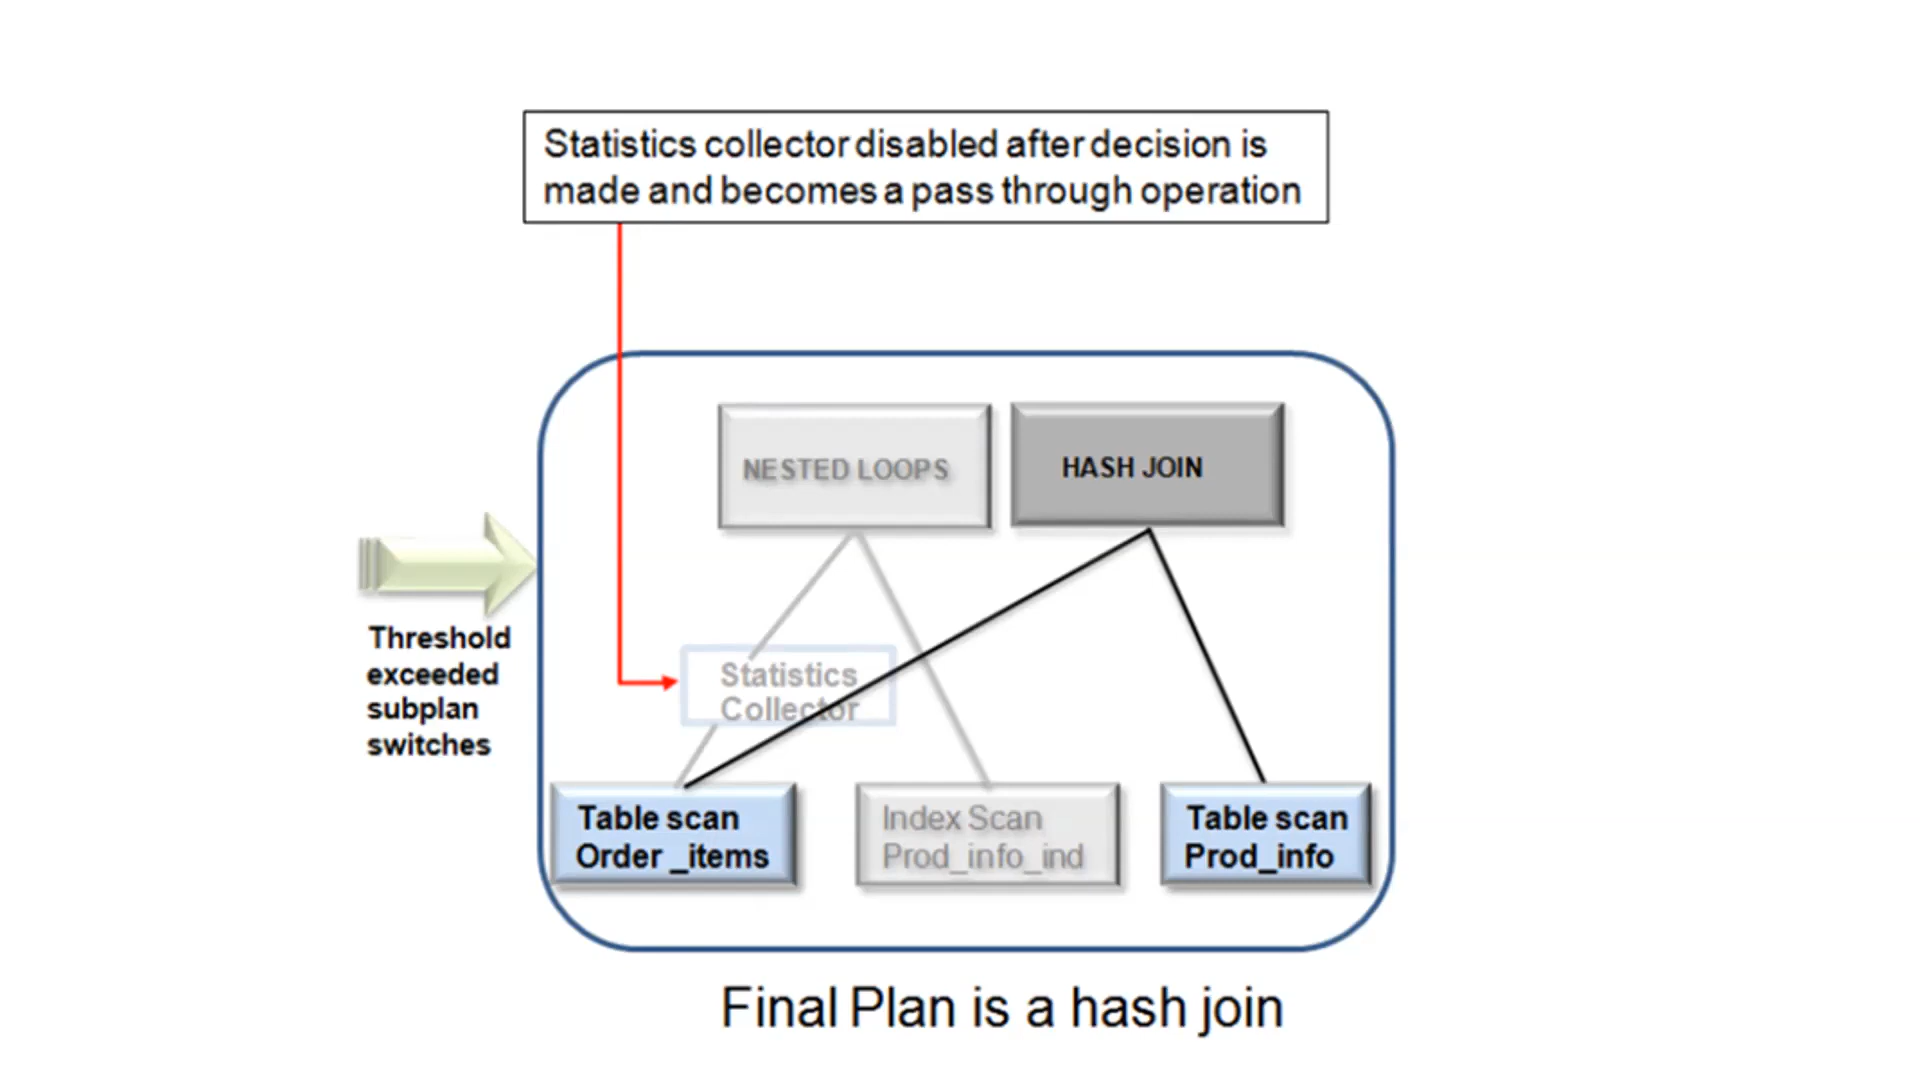 Statistics collector disabled after decision is
made and becomes a pass through operation
NESTED LOOPS
HASH JOIN
Threshold
exceeded
subplan
switches
Statistics
Collector
Table scan
Order _items
Index Scan
Prod_info_ind
Table scan
Prod_info
Final Plan is a hash join